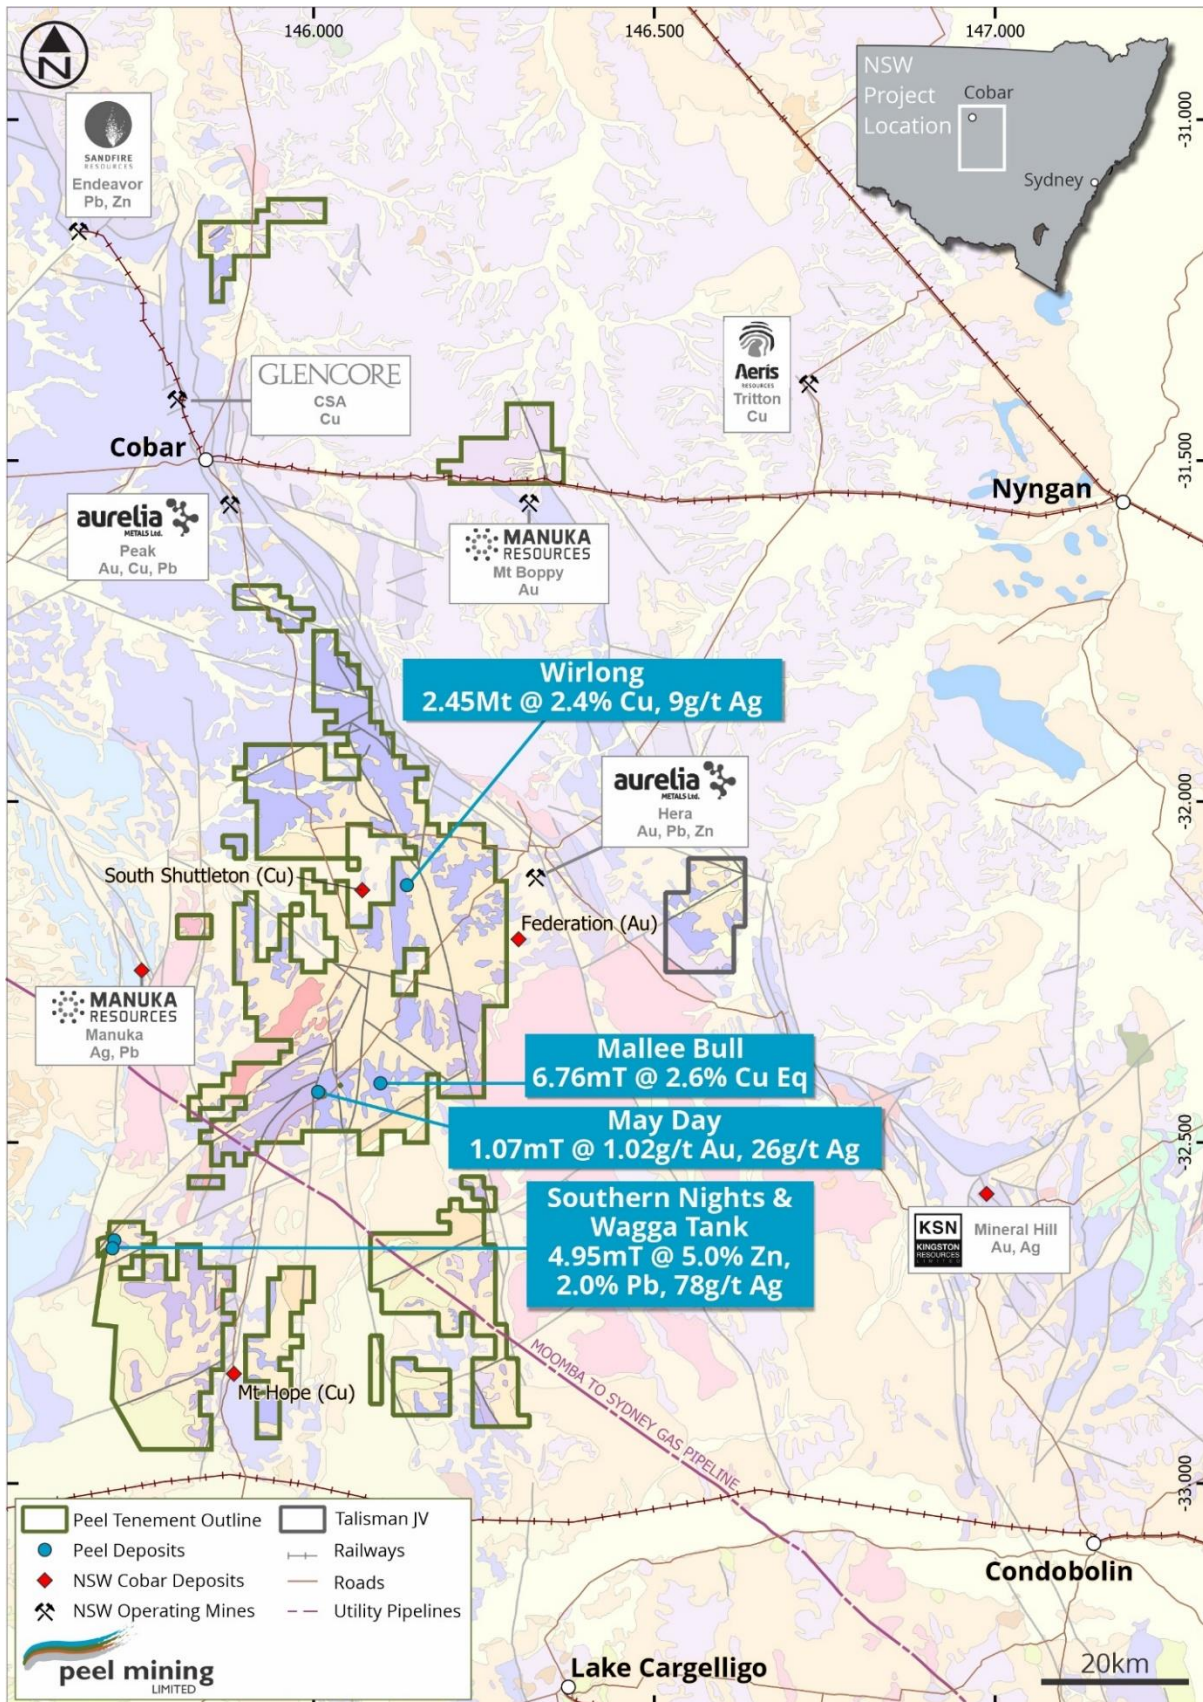 146.000
146.500
147.000
N
NSW
Project
Location
Cobar
Sydney
-31.000
SANDFIRE
RESOURCES
Endeavor
Pb, Zn
GLENCORE
CSA
Cu
Aeris
RESOURCES
Tritton
Cu
Cobar
-31.500
Nyngan
aurelia
METALS Ltd.
Peak
Au, Cu, Pb
MANUKA
RESOURCES
Mt Boppy
Au
Wirlong
2.45Mt @ 2.4% Cu, 9g/t Ag
aurelia
METALS Ltd.
Hera
Au, Pb, Zn
-32.000
South Shuttleton (Cu)
Federation (Au)
MANUKA
RESOURCES
Manuka
Ag, Pb
Mallee Bull
6.76mT @ 2.6% Cu Eq
May Day
1.07mT @ 1.02g/t Au, 26g/t Ag
-32.500
Southern Nights &
Wagga Tank
4.95mT @ 5.0% Zn,
2.0% Pb, 78g/t Ag
KSN
KINGSTON
RESOURCES
LIMITED
Mineral Hill
Au, Ag
Mt Hope (Cu)
MOOMBA TO SYDNEY GAS PIPELINE
-33.000
Peel Tenement Outline
Talisman JV
Peel Deposits
Railways
NSW Cobar Deposits
Roads
NSW Operating Mines
Utility Pipelines
peel mining
LIMITED
Condobolin
Lake Cargelligo
20km